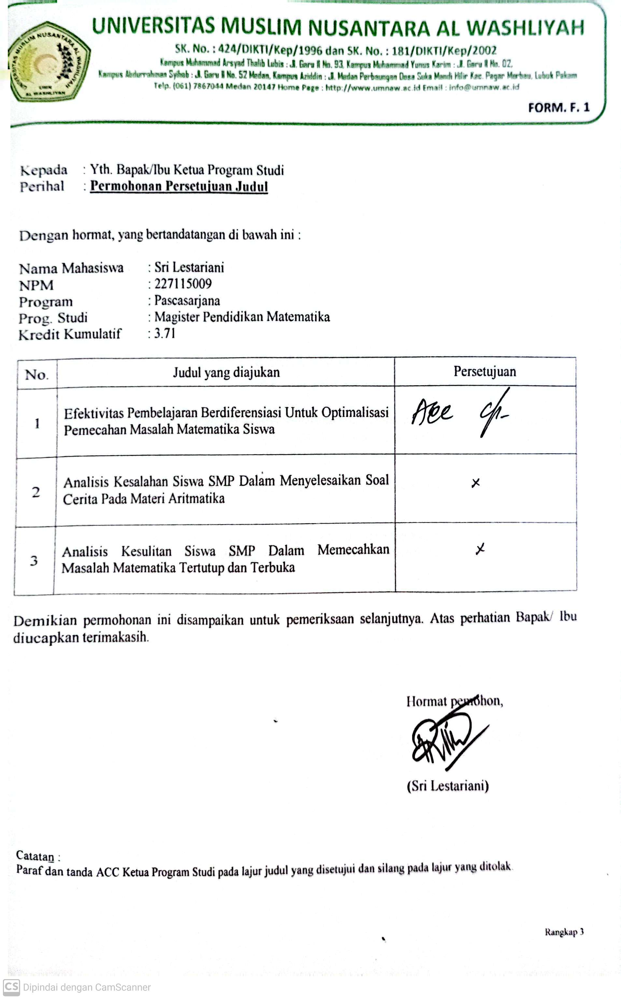 UNIVERSITAS MUSLIM NUSANTARA AL WASHLIYAH
UNIVERSITAS MUSLIM NUSANTARA AL WASHLIYAH
UMN
AL WASHLIYAH
SK. No. : 424/DIKTI/Kep/1996 dan SK. No. : 181/DIKTI/Kep/2002
Kampus Muhammad Arsyad Thalib Lubis : Jl. Garu II No. 93, Kampus Muhammad Yunus Karim : Jl. Garu II No. 02,
Kampus Abdurrahman Syihab : Jl. Garu II No. 52 Medan, Kampus Aziddin : Jl. Medan Perbaungan Desa Suka Mandi Hilir Kec. Pagar Merbau, Lubuk Pakam
Telp. (061) 7867044 Medan 20147 Home Page : http://www.umnaw.ac.id Email : info@umnaw.ac.id
FORM. F. 1
Kepada : Yth. Bapak/Ibu Ketua Program Studi
Perihal : Permohonan Persetujuan Judul
Dengan hormat, yang bertandatangan di bawah ini :
Nama Mahasiswa : Sri Lestariani
NPM : 227115009
Program : Pascasarjana
Prog. Studi : Magister Pendidikan Matematika
Kredit Kumulatif : 3.71
No. Judul yang diajukan Persetujuan
1 Efektivitas Pembelajaran Berdiferensiasi Untuk Optimalisasi Acc
Pemecahan Masalah Matematika Siswa
2 Analisis Kesalahan Siswa SMP Dalam Menyelesaikan Soal x
Cerita Pada Materi Aritmatika
3 Analisis Kesulitan Siswa SMP Dalam Memecahkan x
Masalah Matematika Tertutup dan Terbuka
Demikian permohonan ini disampaikan untuk pemeriksaan selanjutnya. Atas perhatian Bapak/ Ibu
diucapkan terimakasih.
Hormat pemohon,
(Sri Lestariani)
Catatan :
Paraf dan tanda ACC Ketua Program Studi pada lajur judul yang disetujui dan silang pada lajur yang ditolak.
Rangkap 3
CS Dipindai dengan CamScanner